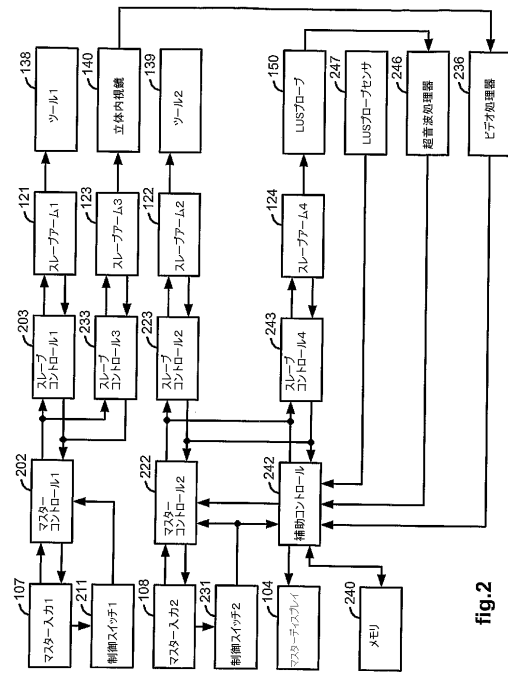 138
ツール1
140
立体内視鏡
139
ツール2
150
LUSプローブ
247
LUSプローブセンサ
246
超音波処理器
236
ビデオ処理器
121
スレーブアーム1
123
スレーブアーム3
122
スレーブアーム2
124
スレーブアーム4
203
スレーブ
コントロール1
233
スレーブ
コントロール3
223
スレーブ
コントロール2
243
スレーブ
コントロール4
202
マスター
コントロール1
222
マスター
コントロール2
242
補助コントロール
107
マスター入力1
211
制御スイッチ1
108
マスター入力2
231
制御スイッチ2
104
マスターディスプレイ
240
メモリ
fig.2